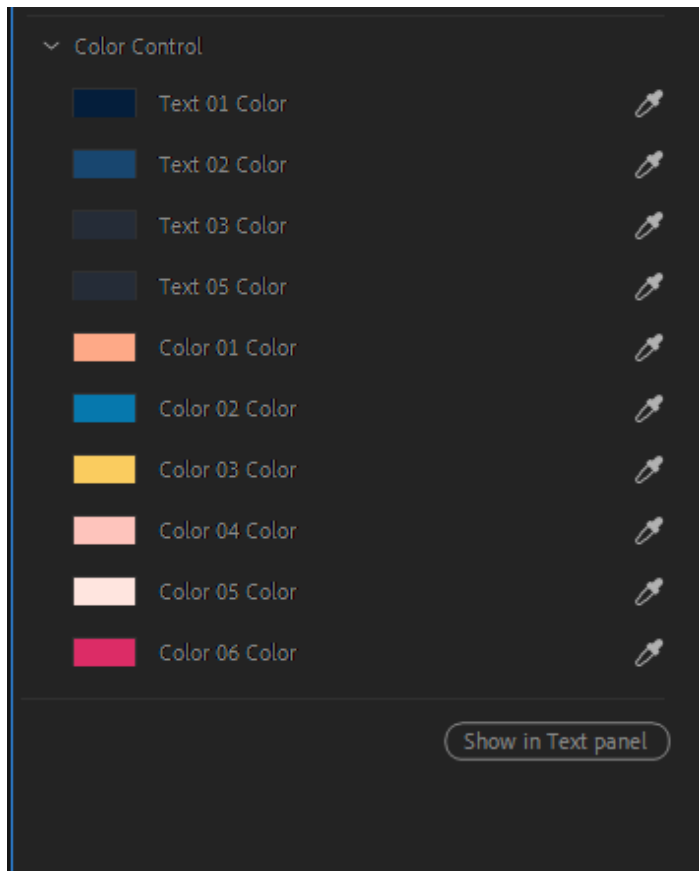 Color Control
Text 01 Color
Text 02 Color
Text 03 Color
Text 05 Color
Color 01 Color
Color 02 Color
Color 03 Color
Color 04 Color
Color 05 Color
Color 06 Color
Show in Text panel